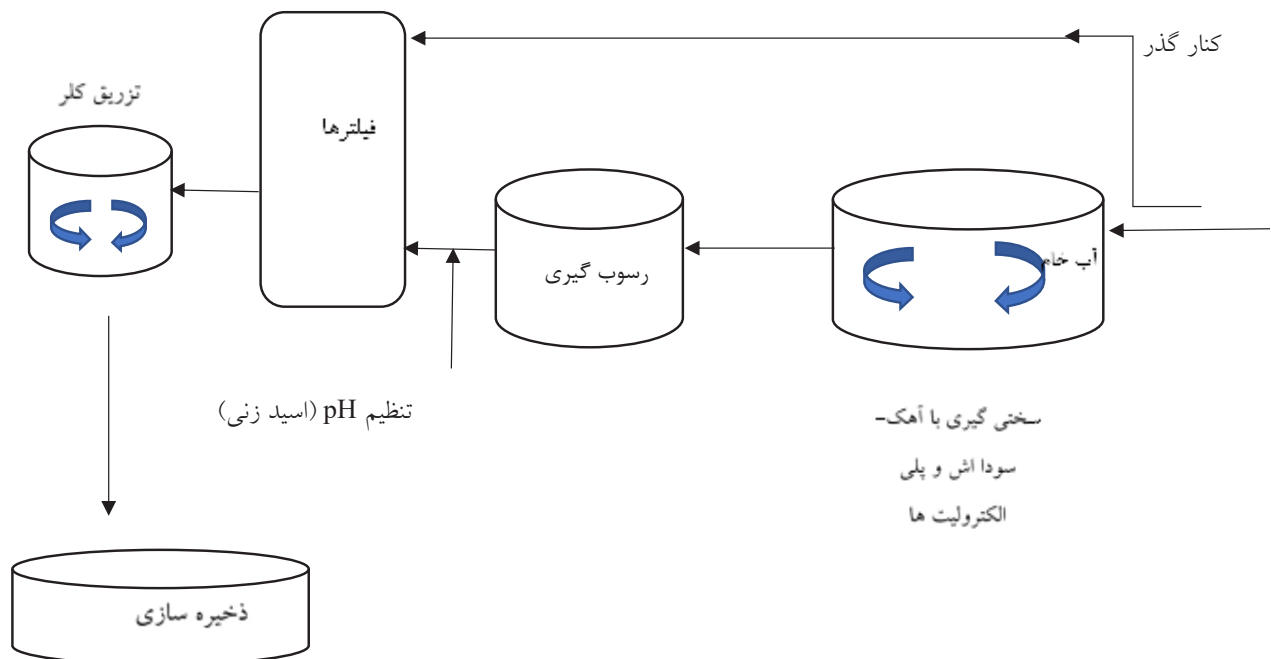 کنار گذر
تزریق کلر
فیلترها
آب خام
رسوب گیری
تنظیم pH (اسید زنی)
سختی گیری با آهک-
سودا اش و پلی
الکترولیت ها
ذخیره سازی